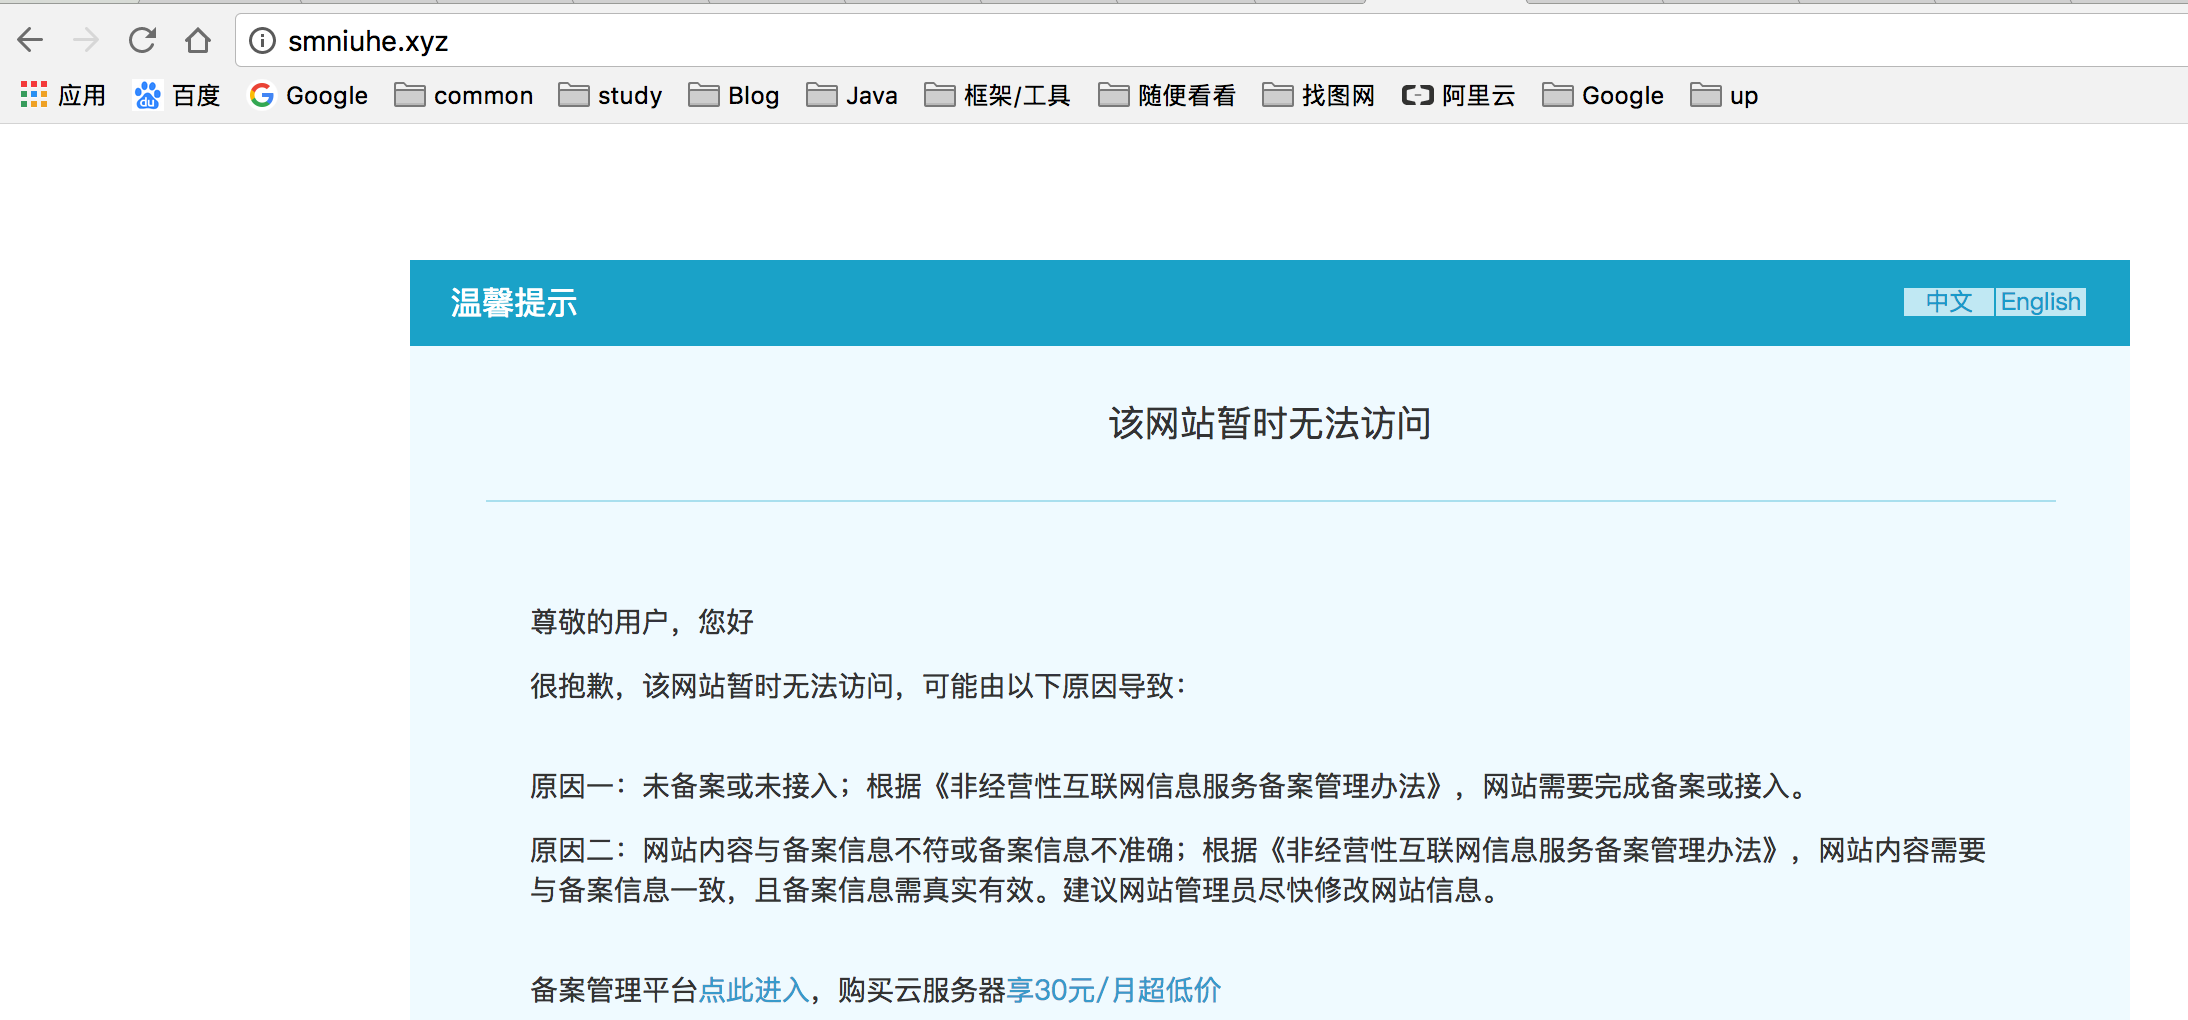 smniuhe.xyz
应用 百度 Google common study Blog Java 框架/工具 随便看看 找图网 阿里云 Google up
温馨提示 中文 English
该网站暂时无法访问
尊敬的用户，您好
很抱歉，该网站暂时无法访问，可能由以下原因导致：
原因一：未备案或未接入；根据《非经营性互联网信息服务备案管理办法》，网站需要完成备案或接入。
原因二：网站内容与备案信息不符或备案信息不准确；根据《非经营性互联网信息服务备案管理办法》，网站内容需要
与备案信息一致，且备案信息需真实有效。建议网站管理员尽快修改网站信息。
备案管理平台点此进入，购买云服务器享30元/月超低价